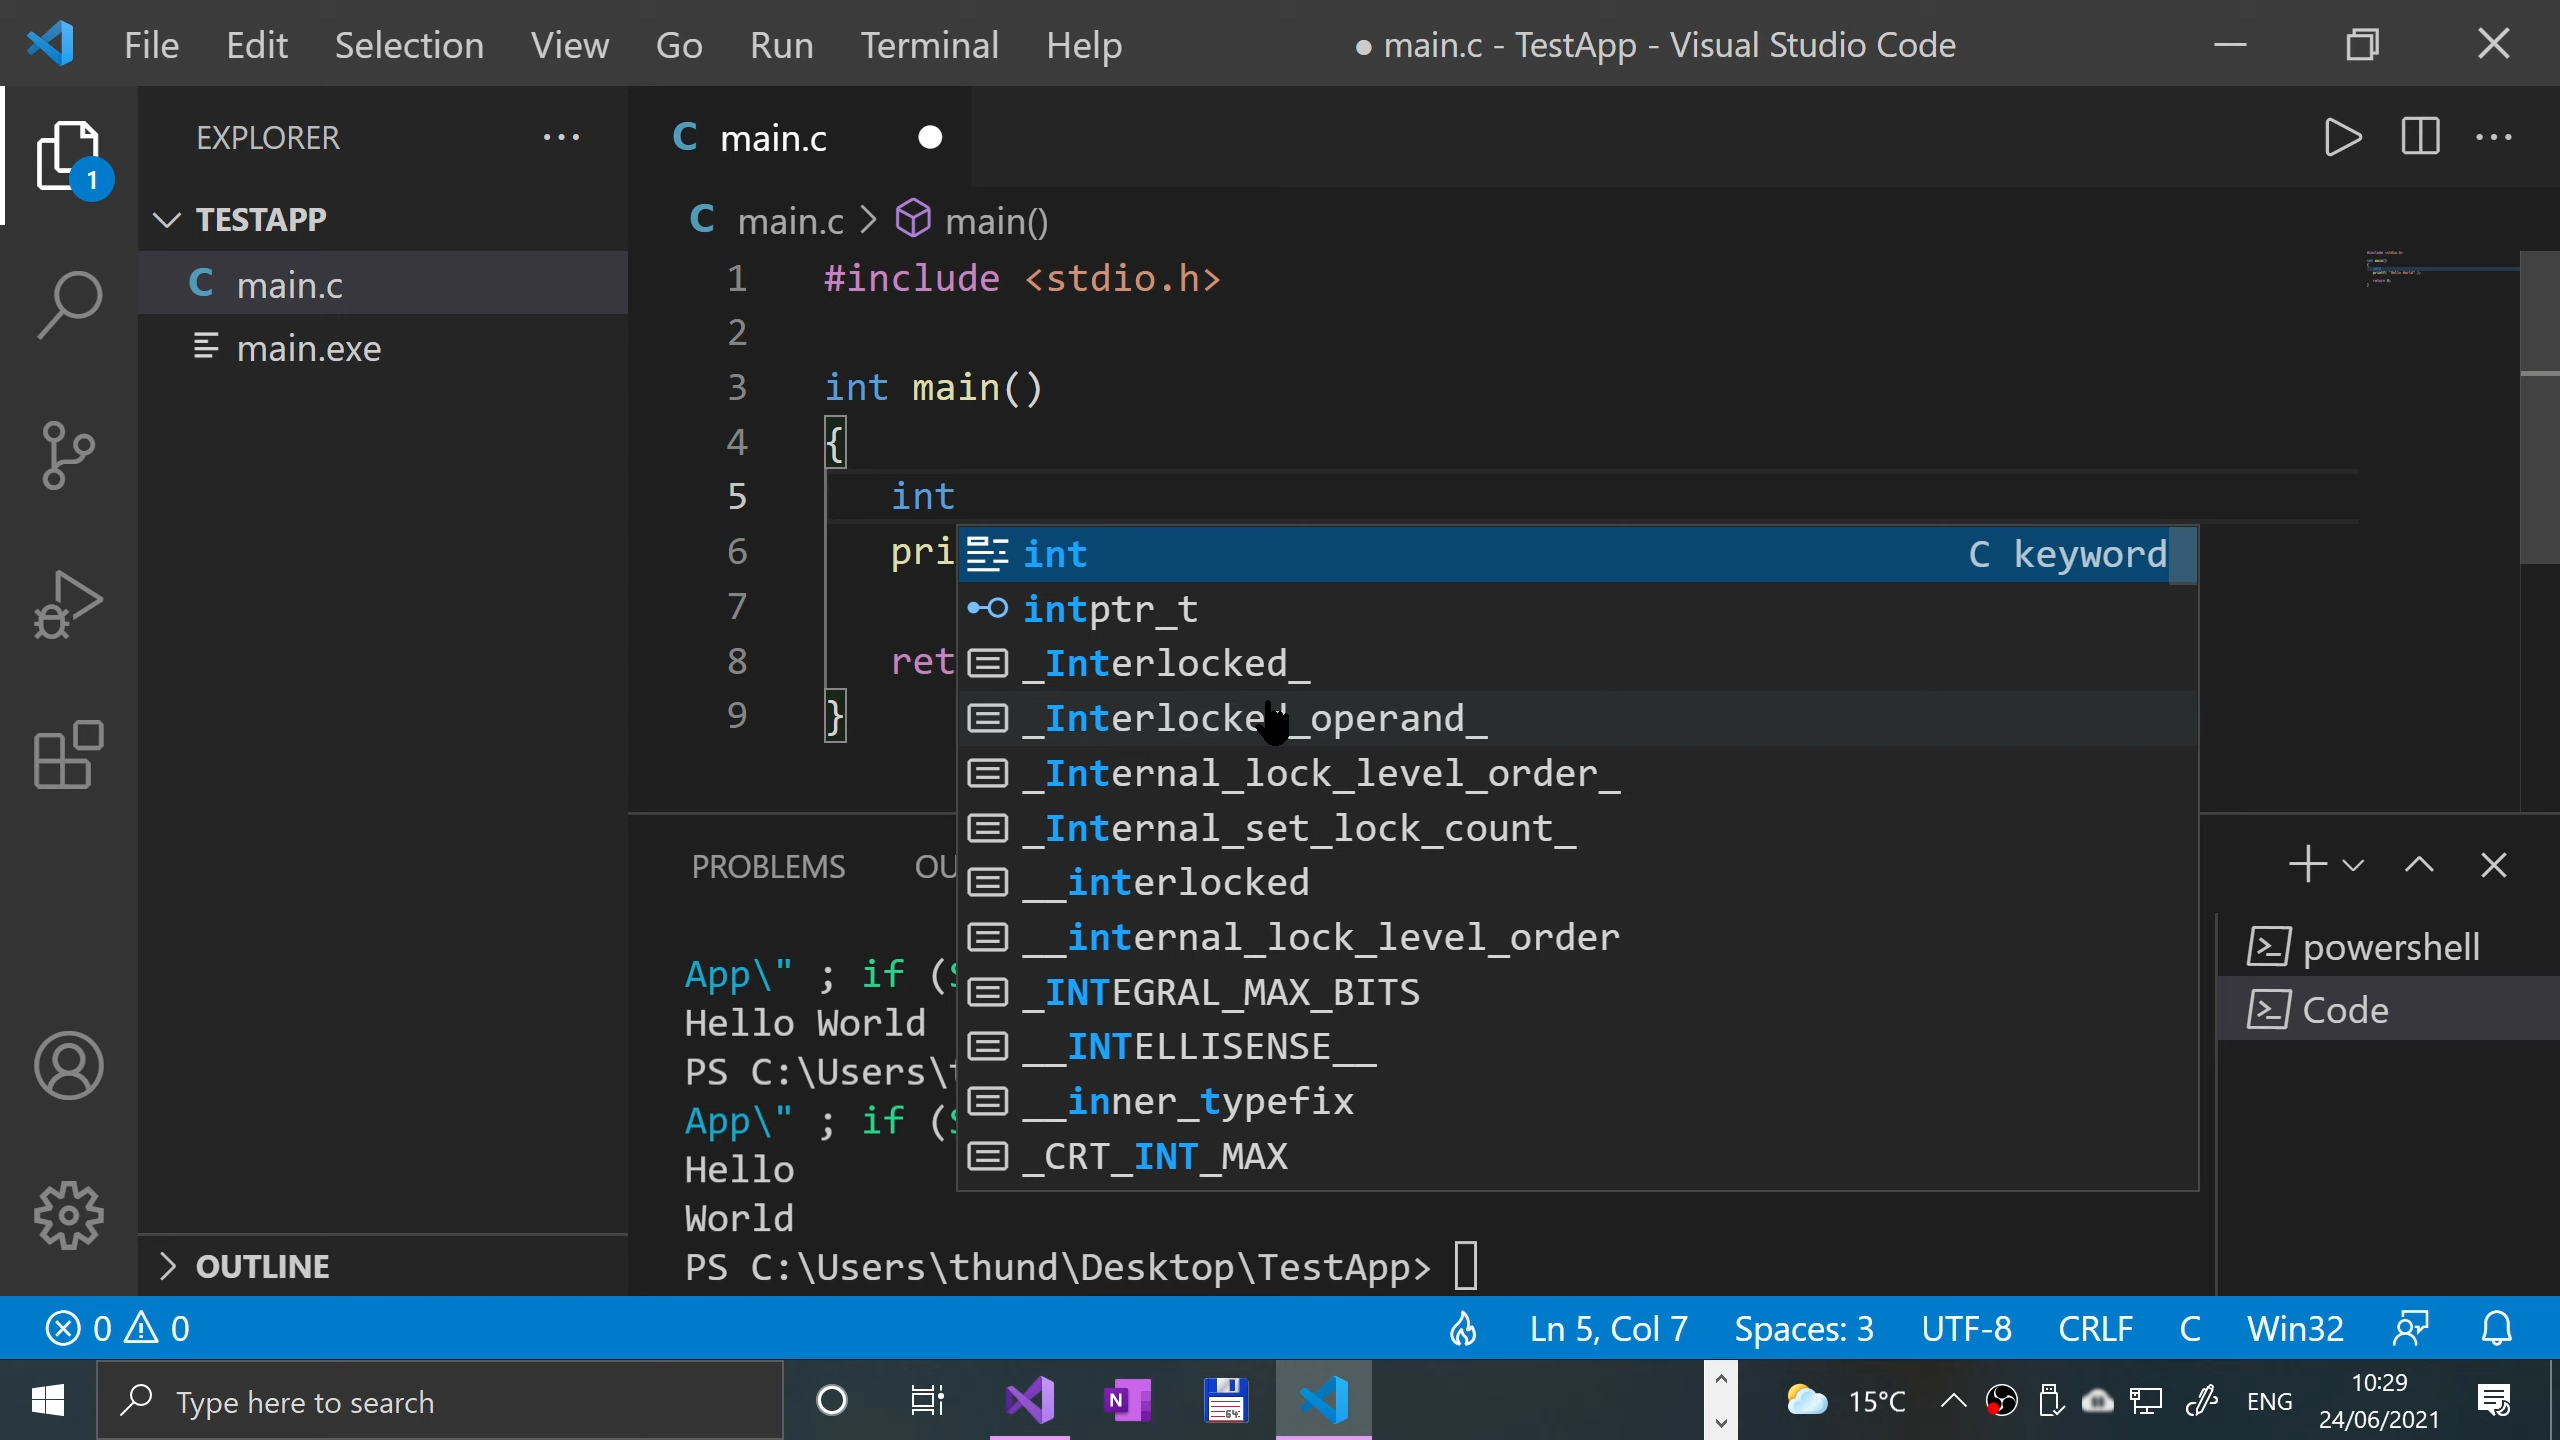 File Edit Selection View Go Run Terminal Help
● main.c - TestApp - Visual Studio Code
EXPLORER
1
TESTAPP
main.c
main.exe
OUTLINE
C main.c
C main.c > main()
1 #include <stdio.h>
2
3 int main()
4 {
5 int
6 pri
7
8 ret
9 }
int C keyword
intptr_t
_Interlocked_
_Interlocked_operand_
_Internal_lock_level_order_
_Internal_set_lock_count_
__interlocked
__internal_lock_level_order
_INTEGRAL_MAX_BITS
__INTELLISENSE__
__inner_typefix
_CRT_INT_MAX
PROBLEMS OU
App\" ; if (
Hello World
PS C:\Users\
App\" ; if (
Hello
World
PS C:\Users\thund\Desktop\TestApp>
powershell
Code
0 0
Ln 5, Col 7 Spaces: 3 UTF-8 CRLF C Win32
Type here to search
N
64
15°C
ENG
10:29
24/06/2021